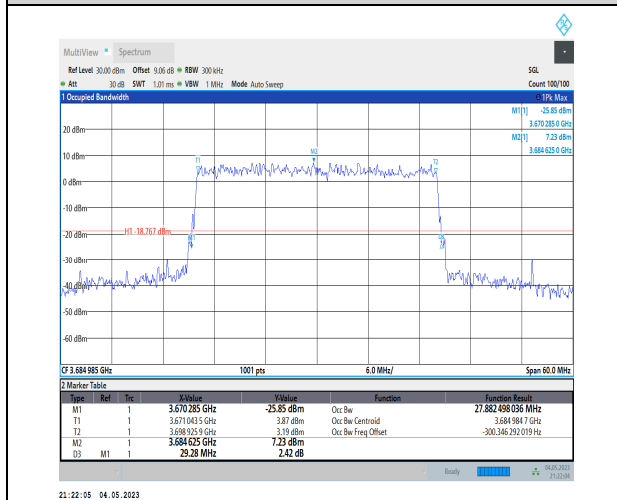 MultiView Spectrum
Ref Level 30.00 dBm Offset 9.06 dB RBW 300 kHz SGL
Att 30 dB SWT 1.01 ms VBW 1 MHz Mode Auto Sweep Count 100/100
1 Occupied Bandwidth 1Pk Max
M1[1] -25.85 dBm
3.670 285 0 GHz
M2[1] 7.23 dBm
3.684 625 0 GHz
20 dBm
M2
T1 T2
10 dBm
0 dBm
-10 dBm
H1 -18.767 dBm
-20 dBm
M1
-30 dBm
-40 dBm
-50 dBm
-60 dBm
CF 3.684 985 GHz 1001 pts 6.0 MHz/ Span 60.0 MHz
2 Marker Table
Type Ref Trc X-Value Y-Value Function Function Result
M1 1 3.670 285 GHz -25.85 dBm Occ Bw 27.882 498 036 MHz
T1 1 3.671 043 5 GHz 3.87 dBm Occ Bw Centroid 3.684 984 7 GHz
T2 1 3.698 925 9 GHz 3.19 dBm Occ Bw Freq Offset -300.346 292 019 Hz
M2 1 3.684 625 GHz 7.23 dBm
D3 M1 1 29.28 MHz 2.42 dB
Ready 04.05.2023
21:22:04
21:22:05 04.05.2023